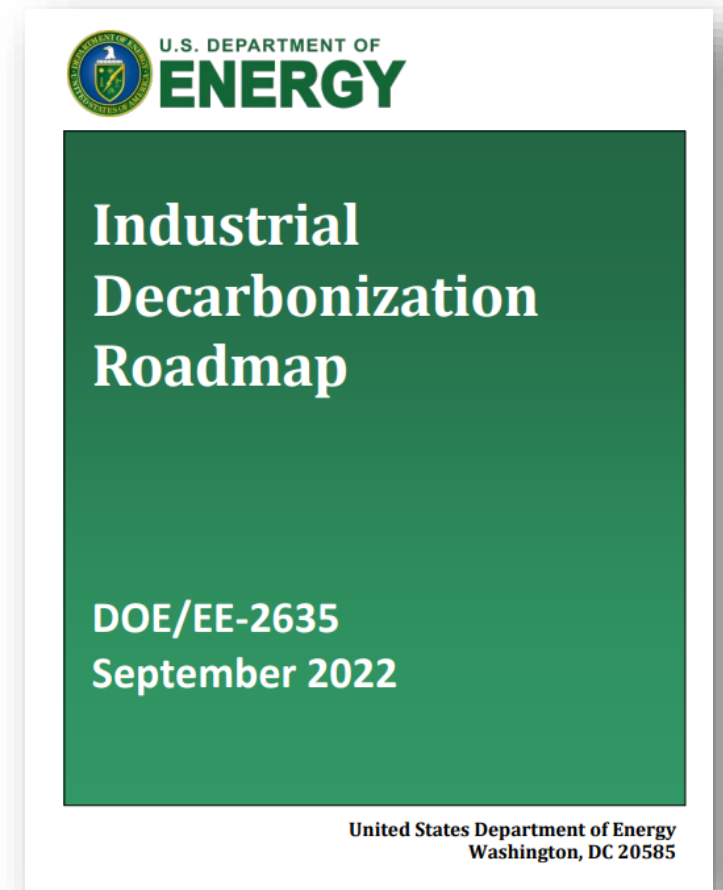 U.S. DEPARTMENT OF
ENERGY
Industrial
Decarbonization
Roadmap
DOE/EE-2635
September 2022
United States Department of Energy
Washington, DC 20585